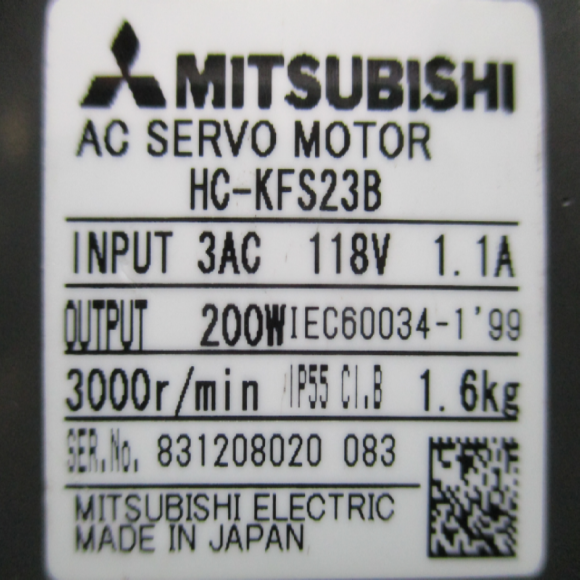 MITSUBISHI
AC SERVO MOTOR
HC-KFS23B
INPUT 3AC 118V 1.1A
OUTPUT 200W IEC60034-1'99
3000r/min IP55 CI.B 1.6kg
SER.No. 831208020 083
MITSUBISHI ELECTRIC
MADE IN JAPAN